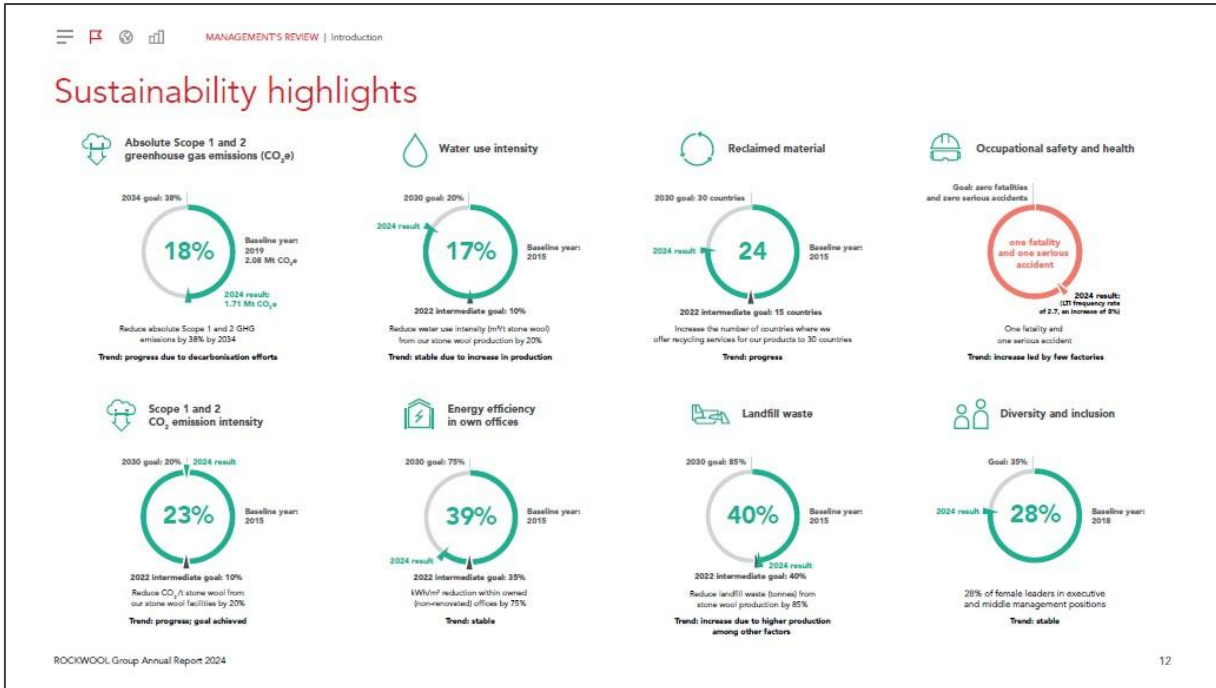 MANAGEMENT'S REVIEW | Introduction
Sustainability highlights
Absolute Scope 1 and 2
greenhouse gas emissions (CO₂e)
2034 goal: 38%
18%
Baseline year:
2019
2.08 Mt CO₂e
2024 result:
1.71 Mt CO₂e
Reduce absolute Scope 1 and 2 GHG
emissions by 38% by 2034
Trend: progress due to decarbonisation efforts
Water use intensity
2030 goal: 20%
2024 result
17%
Baseline year:
2015
2022 intermediate goal: 10%
Reduce water use intensity (m³/t stone wool)
from our stone wool production by 20%
Trend: stable due to increase in production
Reclaimed material
2030 goal: 30 countries
2024 result
24
Baseline year:
2015
2022 intermediate goal: 15 countries
Increase the number of countries where we
offer recycling services for our products to 30 countries
Trend: progress
Occupational safety and health
Goal: zero fatalities
and zero serious accidents
one fatality
and one serious
accident
2024 result:
(LTI frequency rate
of 2.7, an increase of 8%)
One fatality and
one serious accident
Trend: increase led by few factories
Scope 1 and 2
CO₂ emission intensity
2030 goal: 20%
2024 result
23%
Baseline year:
2015
2022 intermediate goal: 10%
Reduce CO₂/t stone wool from
our stone wool facilities by 20%
Trend: progress; goal achieved
Energy efficiency
in own offices
2030 goal: 75%
39%
Baseline year:
2015
2024 result
2022 intermediate goal: 35%
kWh/m² reduction within owned
(non-renovated) offices by 75%
Trend: stable
Landfill waste
2030 goal: 85%
40%
Baseline year:
2015
2024 result
2022 intermediate goal: 40%
Reduce landfill waste (tonnes) from
stone wool production by 85%
Trend: increase due to higher production
among other factors
Diversity and inclusion
Goal: 35%
2024 result
28%
Baseline year:
2018
28% of female leaders in executive
and middle management positions
Trend: stable
ROCKWOOL Group Annual Report 2024
12